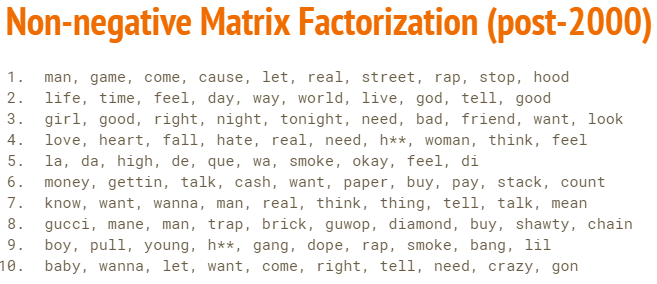 Non-negative Matrix Factorization (post-2000)
1. man, game, come, cause, let, real, street, rap, stop, hood
2. life, time, feel, day, way, world, live, god, tell, good
3. girl, good, right, night, tonight, need, bad, friend, want, look
4. love, heart, fall, hate, real, need, h**, woman, think, feel
5. la, da, high, de, que, wa, smoke, okay, feel, di
6. money, gettin, talk, cash, want, paper, buy, pay, stack, count
7. know, want, wanna, man, real, think, thing, tell, talk, mean
8. gucci, mane, man, trap, brick, guwop, diamond, buy, shawty, chain
9. boy, pull, young, h**, gang, dope, rap, smoke, bang, lil
10. baby, wanna, let, want, come, right, tell, need, crazy, gon